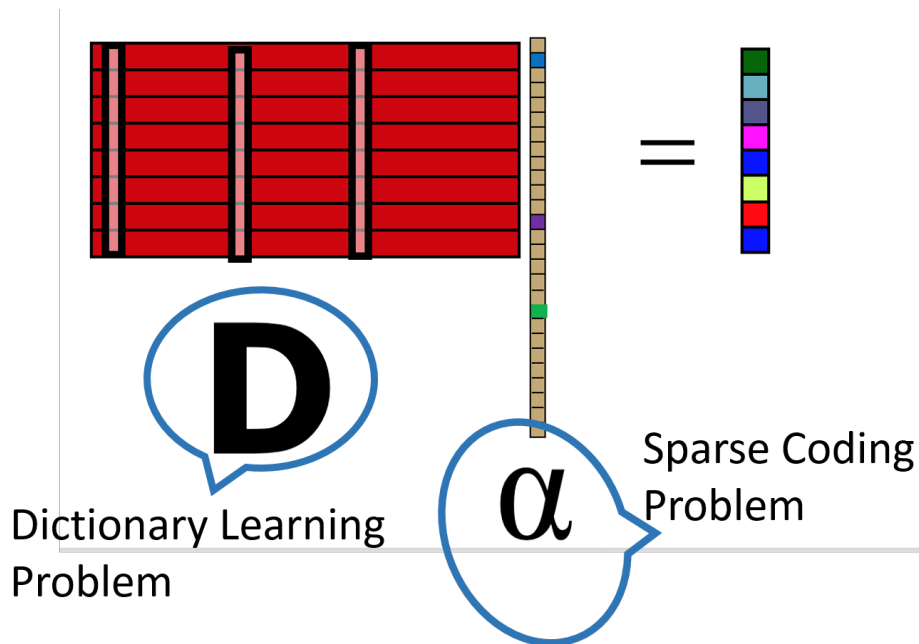 =
D
α
Sparse Coding
Problem
Dictionary Learning
Problem